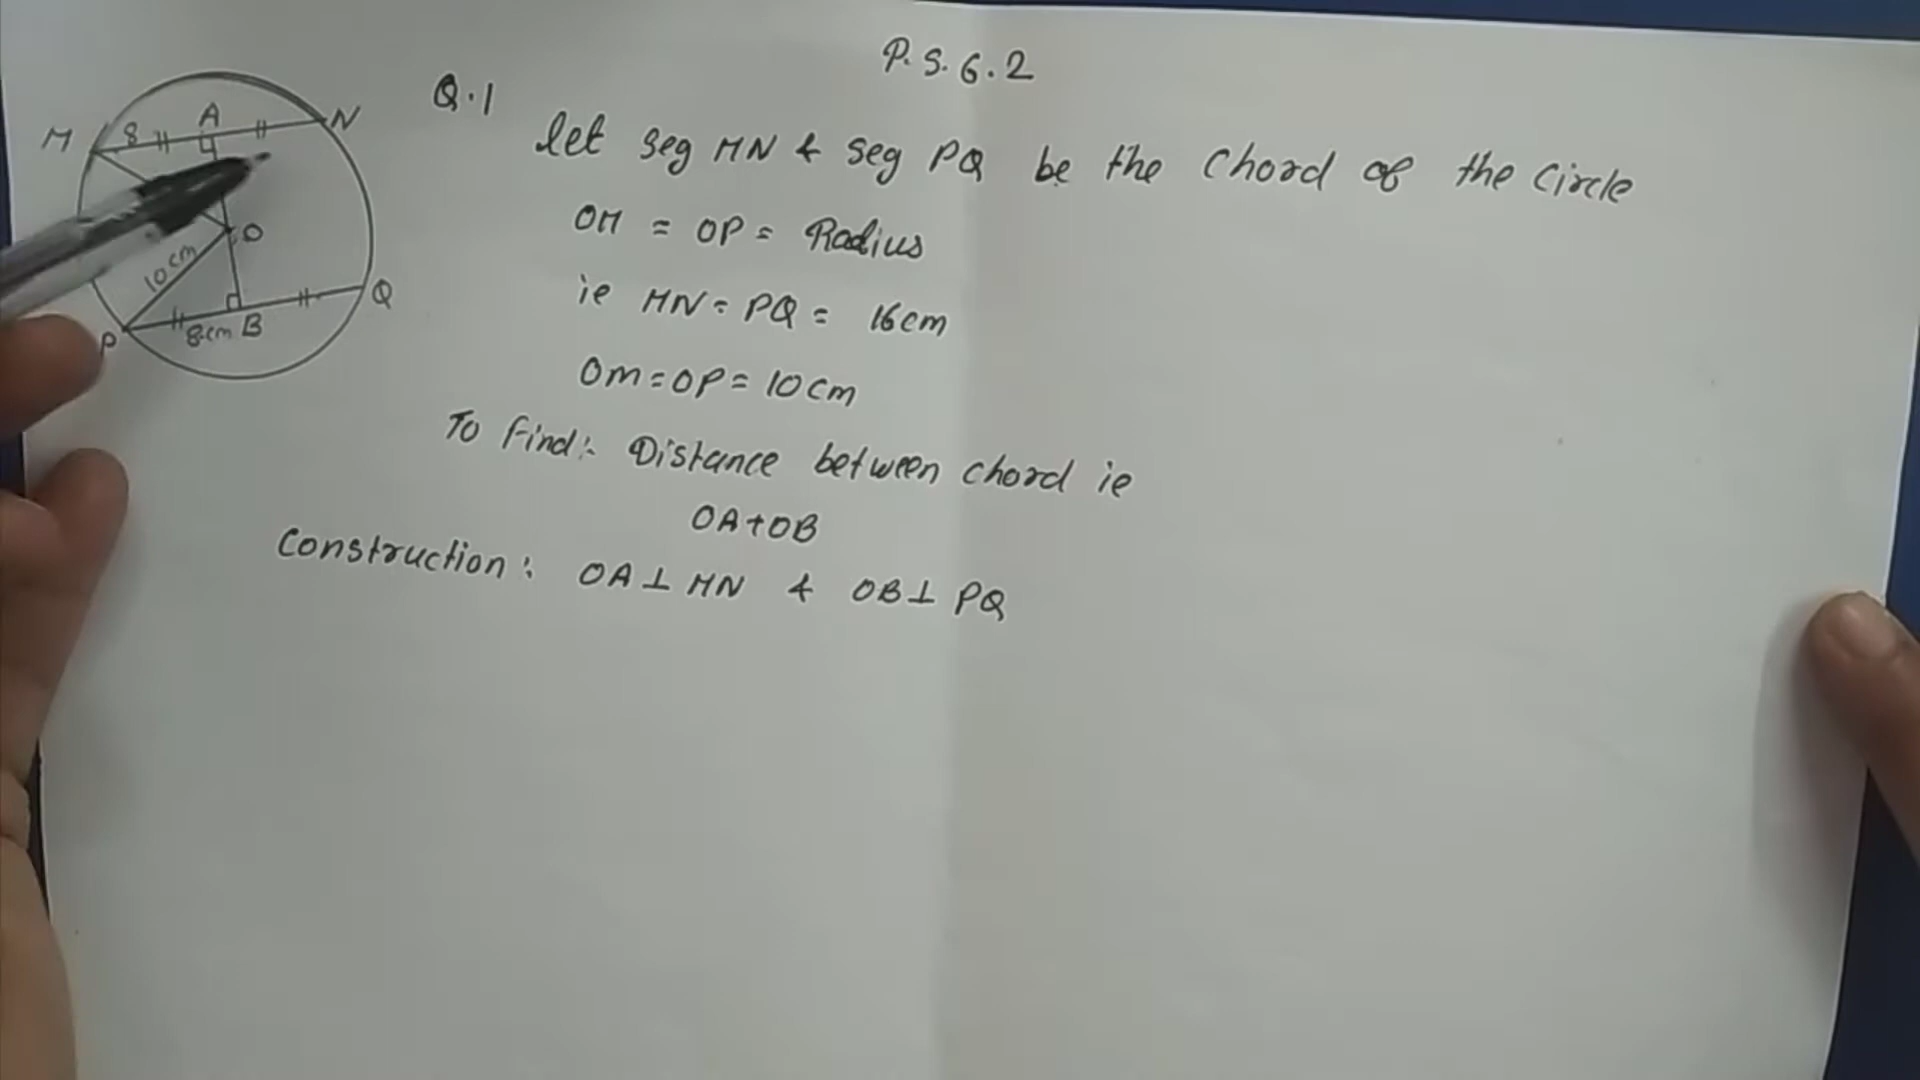 P.S. 6.2
Q.1
let seg MN & seg PQ be the Chord of the Circle
OM = OP = Radius
ie MN = PQ = 16cm
OM = OP = 10cm
To find:- Distance between chord ie
OA+OB
Construction: OA⊥MN & OB⊥PQ
M 8 A N
O
10cm
Q
P 8cm B